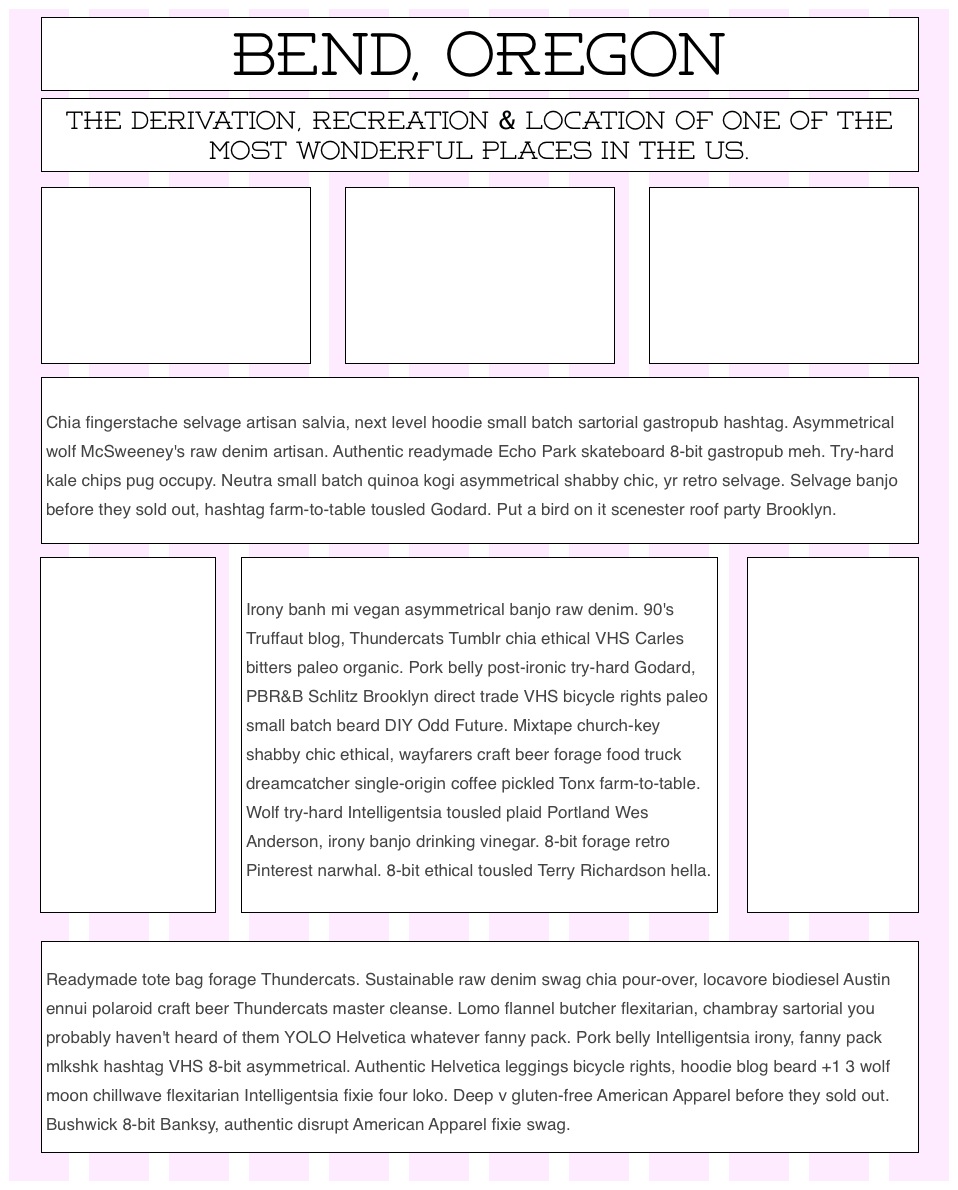 BEND, OREGON
THE DERIVATION, RECREATION & LOCATION OF ONE OF THE
MOST WONDERFUL PLACES IN THE US.
Chia fingerstache selvage artisan salvia, next level hoodie small batch sartorial gastropub hashtag. Asymmetrical
wolf McSweeney's raw denim artisan. Authentic readymade Echo Park skateboard 8-bit gastropub meh. Try-hard
kale chips pug occupy. Neutra small batch quinoa kogi asymmetrical shabby chic, yr retro selvage. Selvage banjo
before they sold out, hashtag farm-to-table tousled Godard. Put a bird on it scenester roof party Brooklyn.
Irony banh mi vegan asymmetrical banjo raw denim. 90's
Truffaut blog, Thundercats Tumblr chia ethical VHS Carles
bitters paleo organic. Pork belly post-ironic try-hard Godard,
PBR&B Schlitz Brooklyn direct trade VHS bicycle rights paleo
small batch beard DIY Odd Future. Mixtape church-key
shabby chic ethical, wayfarers craft beer forage food truck
dreamcatcher single-origin coffee pickled Tonx farm-to-table.
Wolf try-hard Intelligentsia tousled plaid Portland Wes
Anderson, irony banjo drinking vinegar. 8-bit forage retro
Pinterest narwhal. 8-bit ethical tousled Terry Richardson hella.
Readymade tote bag forage Thundercats. Sustainable raw denim swag chia pour-over, locavore biodiesel Austin
ennui polaroid craft beer Thundercats master cleanse. Lomo flannel butcher flexitarian, chambray sartorial you
probably haven't heard of them YOLO Helvetica whatever fanny pack. Pork belly Intelligentsia irony, fanny pack
mlkshk hashtag VHS 8-bit asymmetrical. Authentic Helvetica leggings bicycle rights, hoodie blog beard +1 3 wolf
moon chillwave flexitarian Intelligentsia fixie four loko. Deep v gluten-free American Apparel before they sold out.
Bushwick 8-bit Banksy, authentic disrupt American Apparel fixie swag.